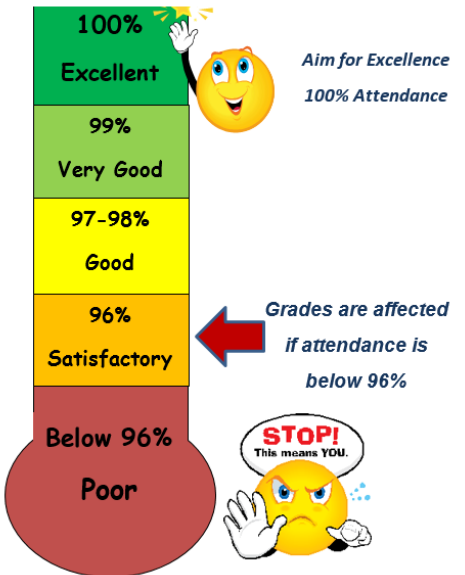 100%
Excellent
Aim for Excellence
100% Attendance
99%
Very Good
97-98%
Good
96%
Satisfactory
Grades are affected
if attendance is
below 96%
Below 96%
Poor
STOP!
This means YOU.